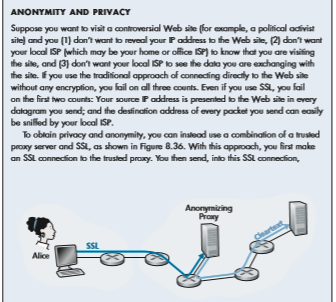 ANONYMITY AND PRIVACY
Suppose you want to visit a controversial Web site (for example, a political activist
site) and you (1) don't want to reveal your IP address to the Web site, (2) don't want
your local ISP (which may be your home or office ISP) to know that you are visiting
the site, and (3) don't want your local ISP to see the data you are exchanging with
the site. If you use the traditional approach of connecting directly to the Web site
without any encryption, you fail on all three counts. Even if you use SSL, you fail
on the first two counts: Your source IP address is presented to the Web site in every
datagram you send; and the destination address of every packet you send can easily
be sniffed by your local ISP.
To obtain privacy and anonymity, you can instead use a combination of a trusted
proxy server and SSL, as shown in Figure 8.36. With this approach, you first make
an SSL connection to the trusted proxy. You then send, into this SSL connection,
Anonymizing
Proxy
Cleartext
SSL
Alice